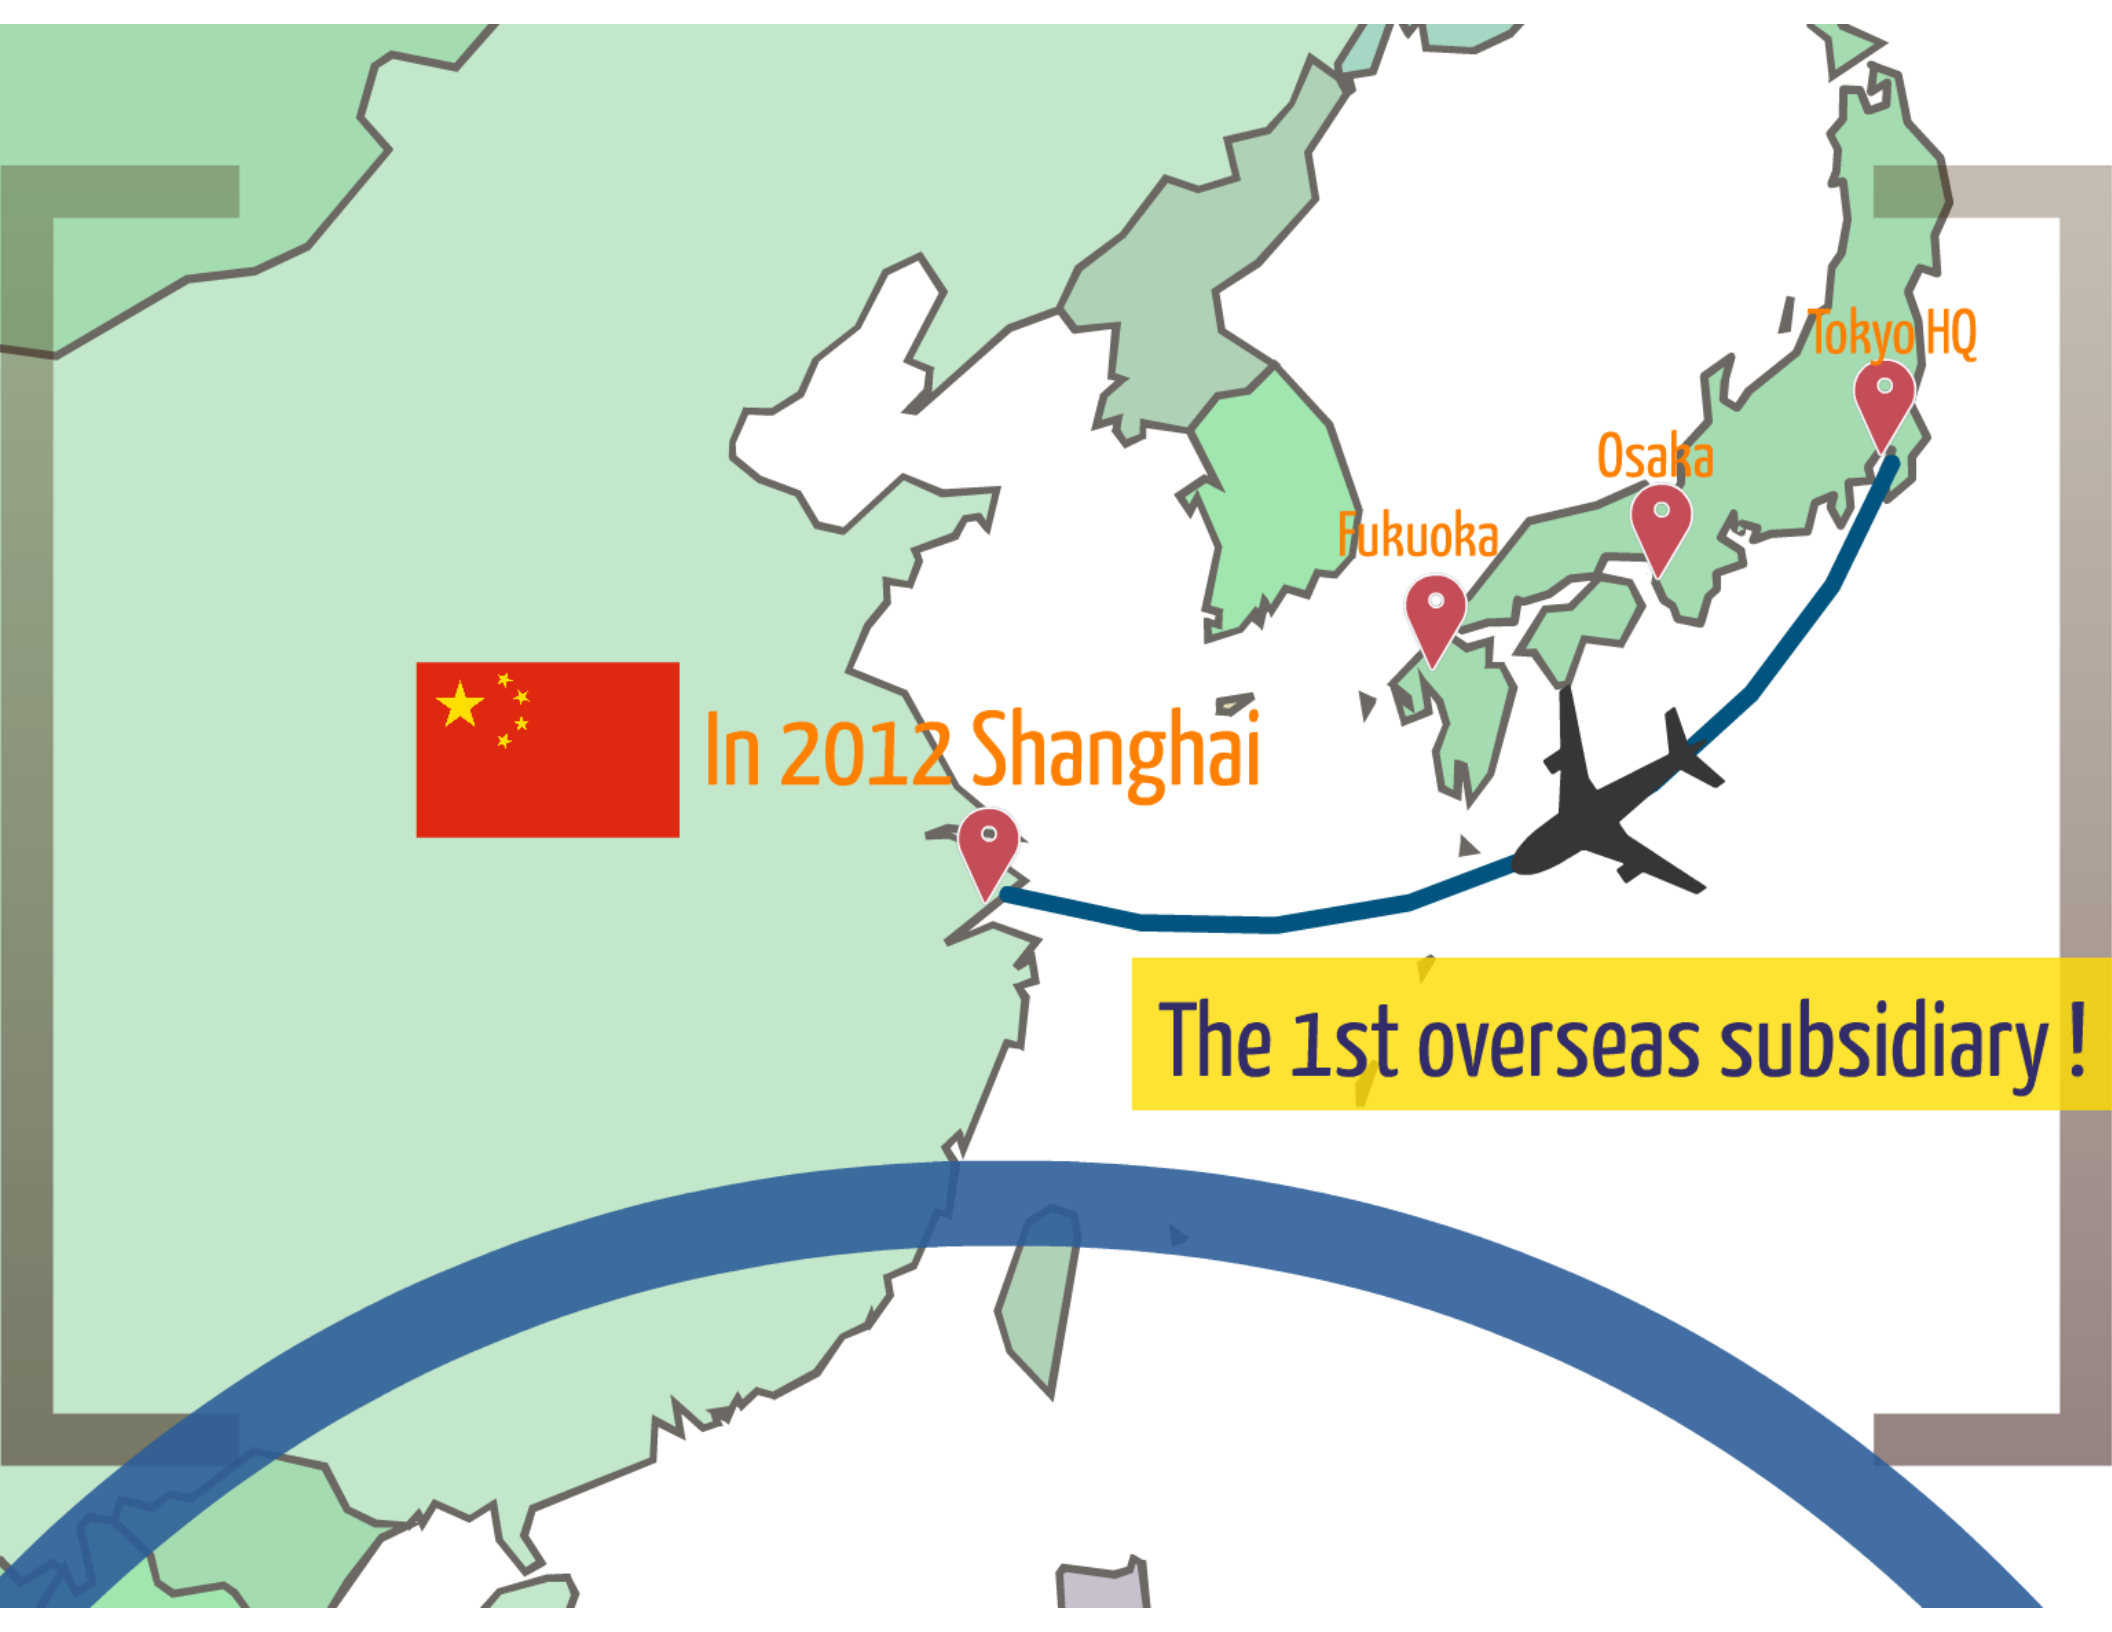 Tokyo HQ
Osaka
Fukuoka
In 2012 Shanghai
The 1st overseas subsidiary !